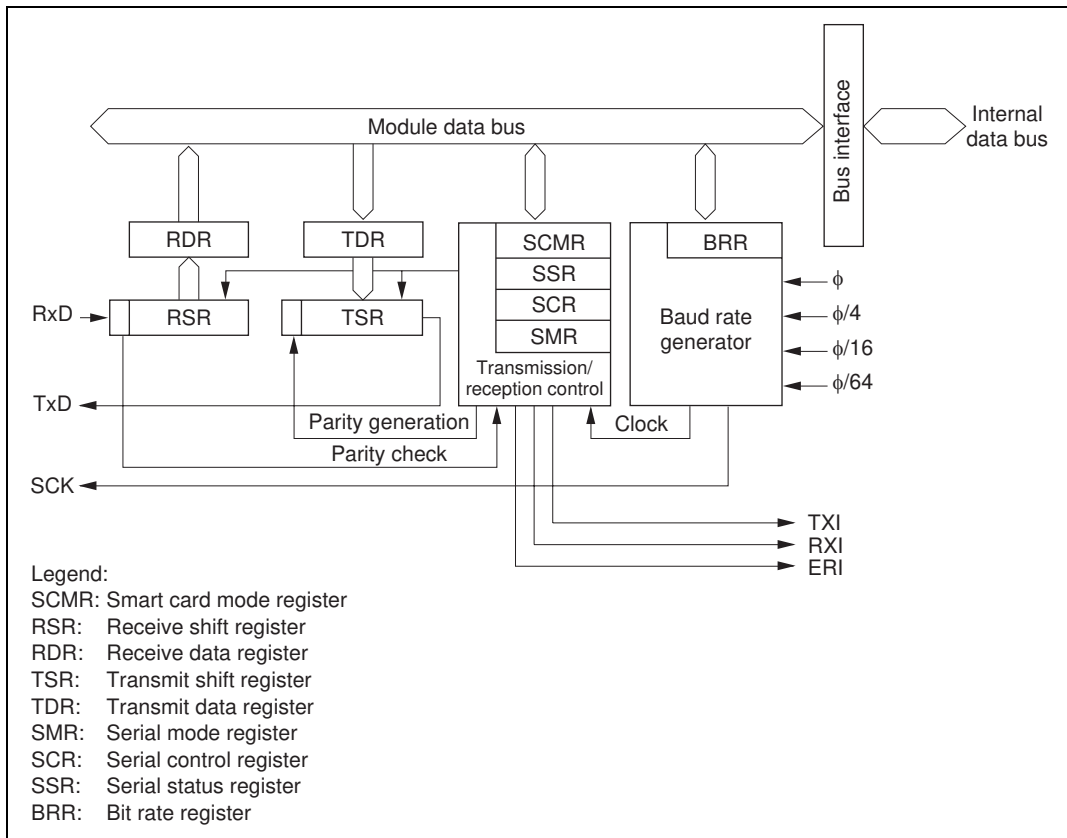 Module data bus
Bus interface
Internal
data bus
RDR
TDR
SCMR
BRR
SSR
SCR
SMR
RxD
RSR
TSR
Baud rate
generator
ϕ
ϕ/4
ϕ/16
ϕ/64
Transmission/
reception control
TxD
Parity generation
Clock
Parity check
SCK
TXI
RXI
ERI
Legend:
SCMR: Smart card mode register
RSR: Receive shift register
RDR: Receive data register
TSR: Transmit shift register
TDR: Transmit data register
SMR: Serial mode register
SCR: Serial control register
SSR: Serial status register
BRR: Bit rate register